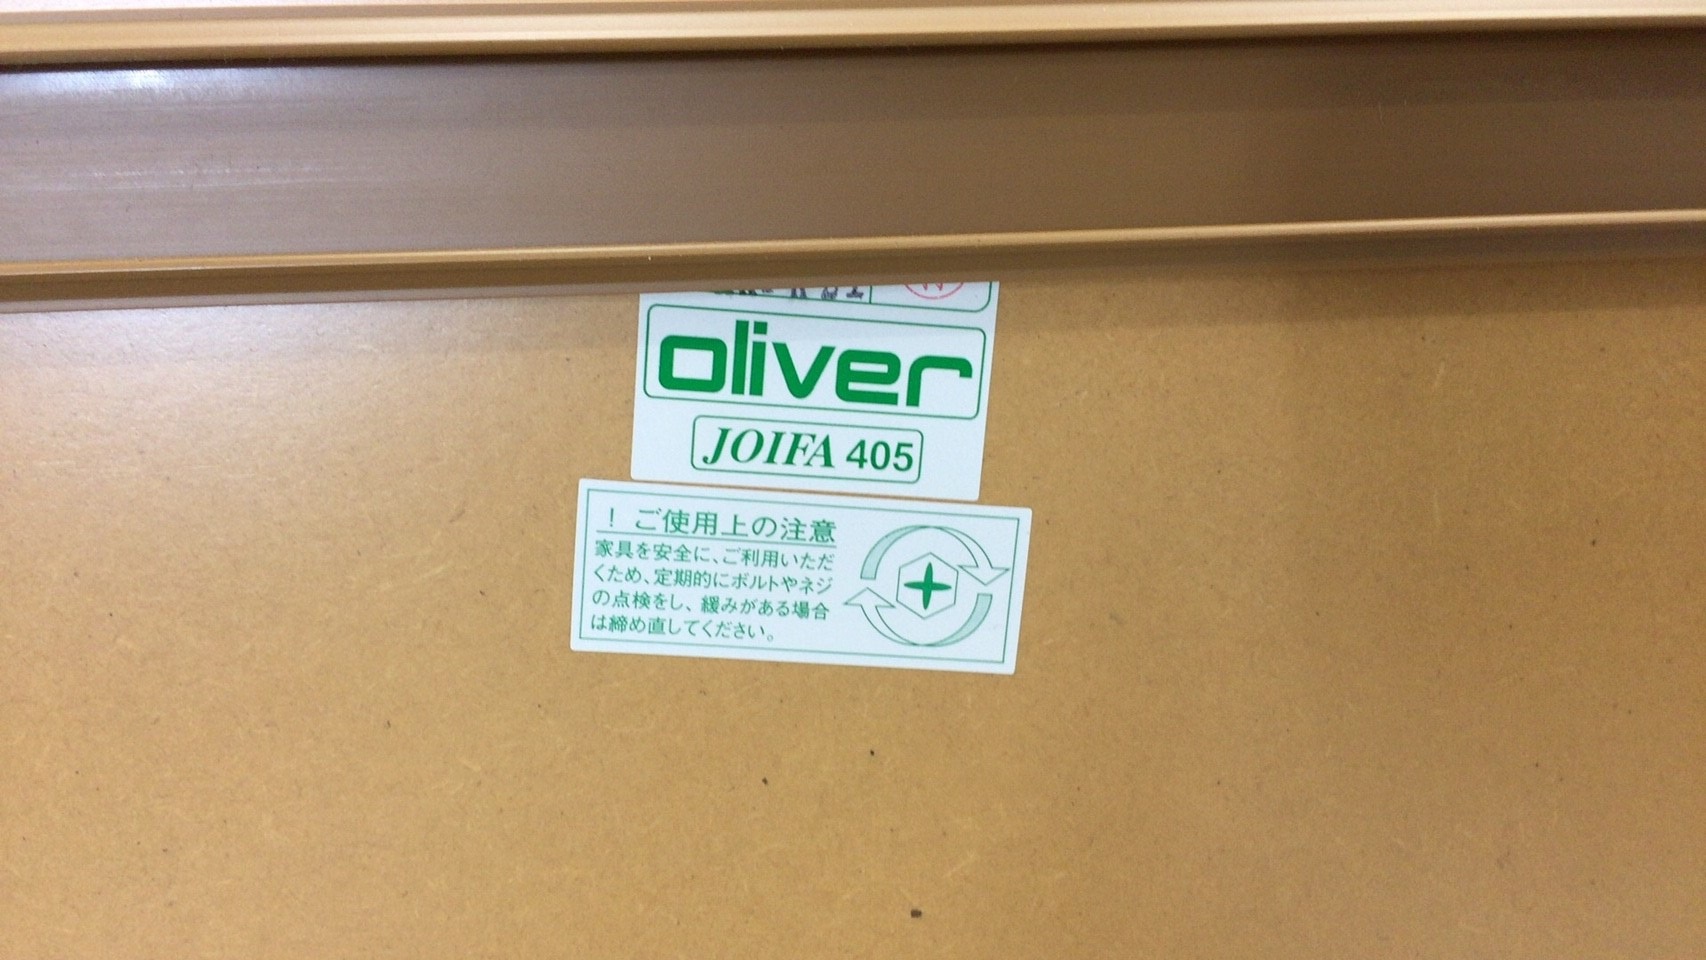 oliver
JOIFA 405
! ご使用上の注意
家具を安全に、ご利用いただ
くため、定期的にボルトやネジ
の点検をし、緩みがある場合
は締め直してください。